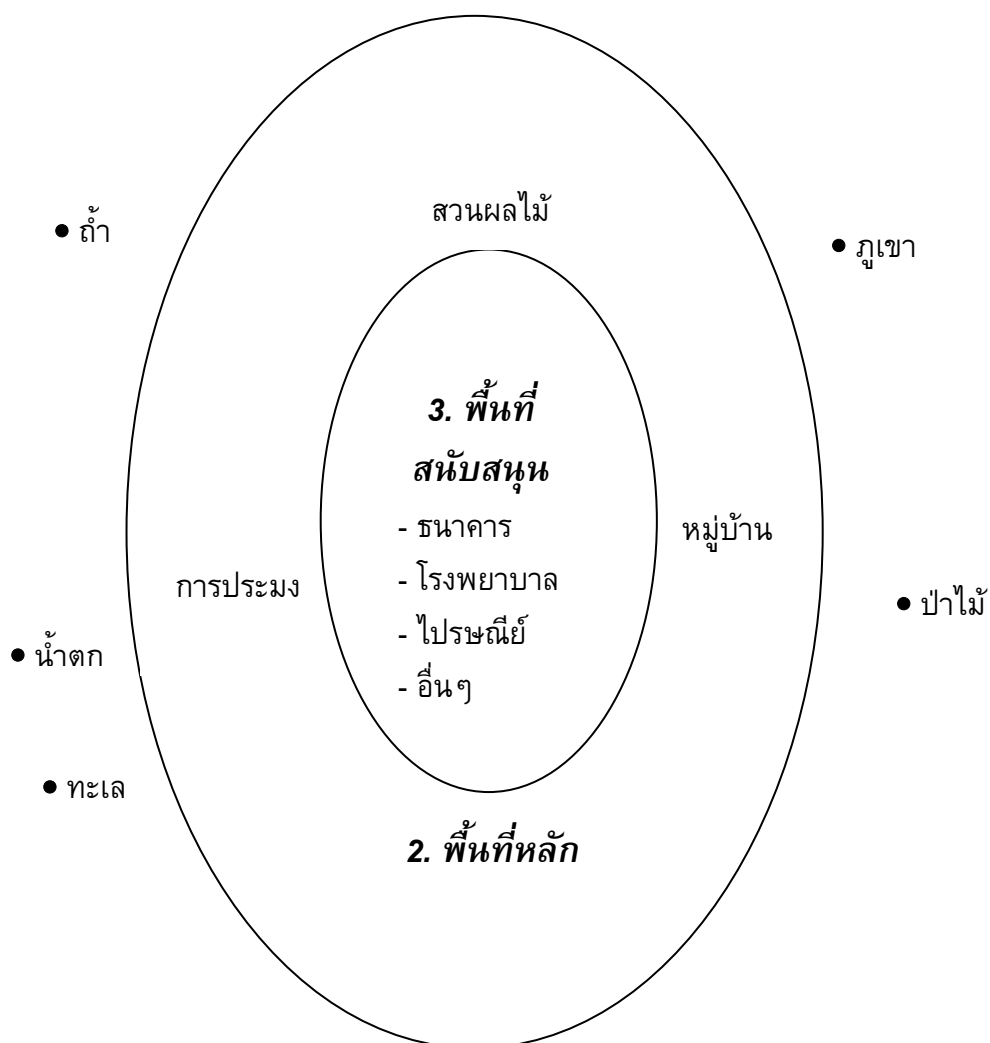 สวนผลไม้
● ถ้ำ
● ภูเขา
3. พื้นที่
สนับสนุน
- ธนาคาร
หมู่บ้าน
- โรงพยาบาล
การประมง
● ป่าไม้
- ไปรษณีย์
● น้ำตก
- อื่นๆ
● ทะเล
2. พื้นที่หลัก